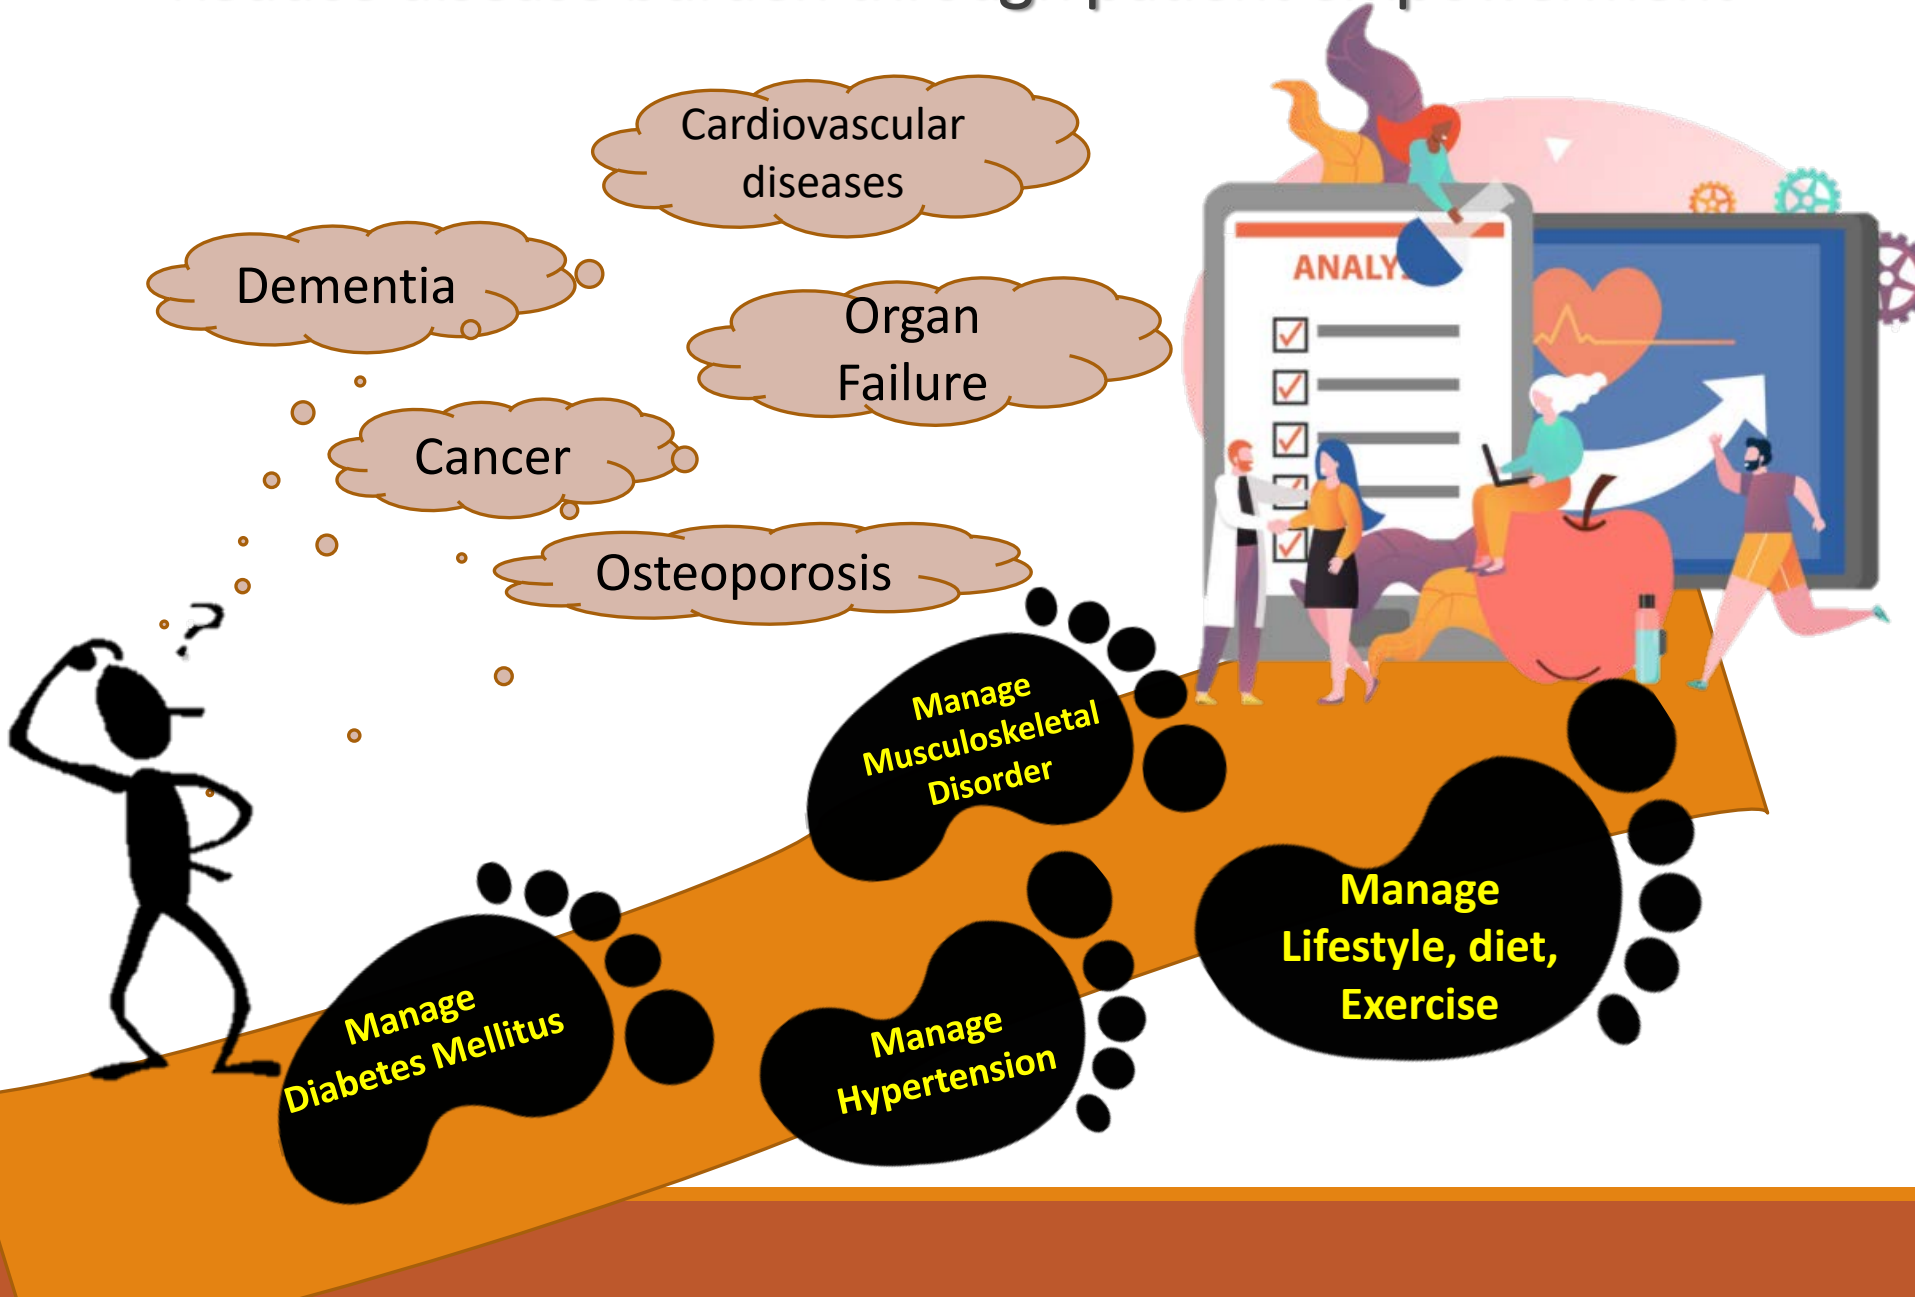 Cardiovascular
diseases
Dementia
Organ
Failure
Cancer
Osteoporosis
ANALY
Manage
Musculoskeletal
Disorder
Manage
Lifestyle, diet,
Exercise
Manage
Diabetes Mellitus
Manage
Hypertension